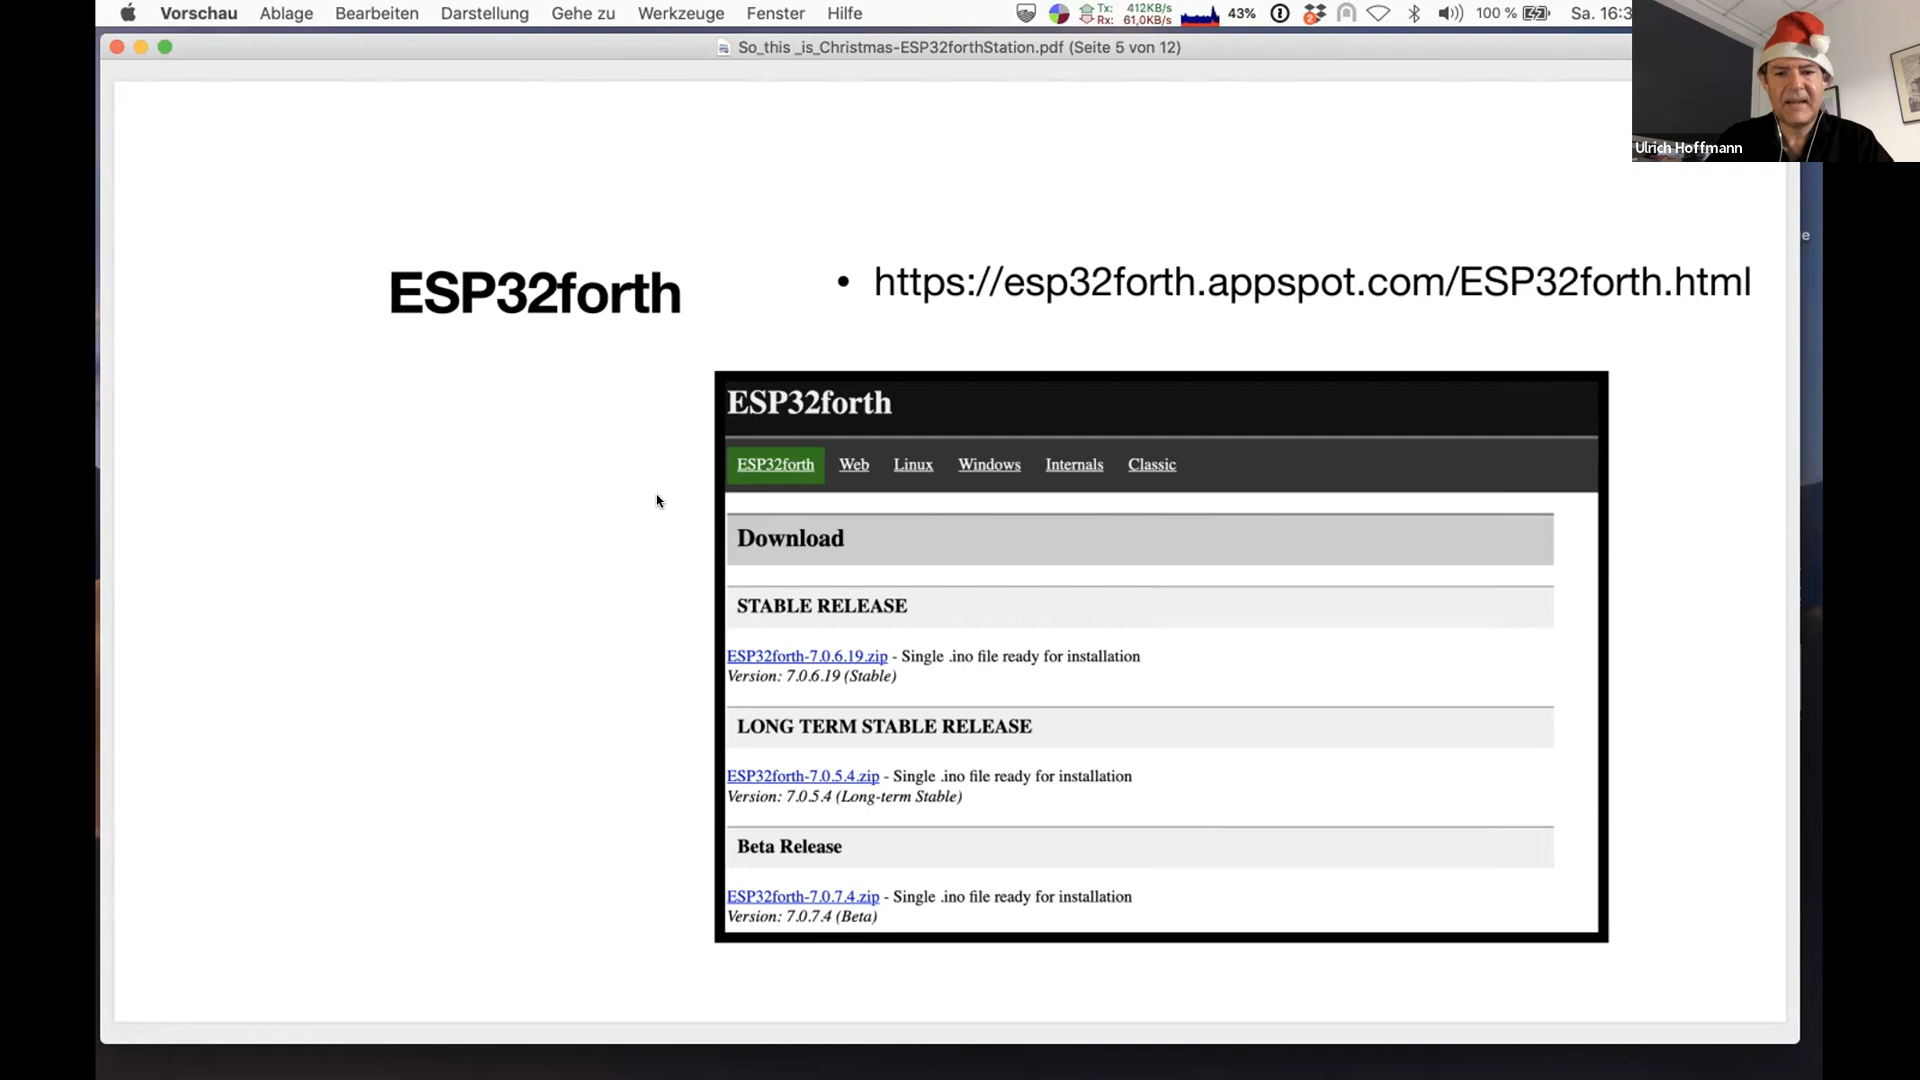 Vorschau Ablage Bearbeiten Darstellung Gehe zu Werkzeuge Fenster Hilfe
Tx: 412KB/s
Rx: 61,0KB/s
43% 100 % Sa. 16:3
So_this _is_Christmas-ESP32forthStation.pdf (Seite 5 von 12)
Ulrich Hoffmann
e
ESP32forth
• https://esp32forth.appspot.com/ESP32forth.html
ESP32forth
ESP32forth Web Linux Windows Internals Classic
Download
STABLE RELEASE
ESP32forth-7.0.6.19.zip - Single .ino file ready for installation
Version: 7.0.6.19 (Stable)
LONG TERM STABLE RELEASE
ESP32forth-7.0.5.4.zip - Single .ino file ready for installation
Version: 7.0.5.4 (Long-term Stable)
Beta Release
ESP32forth-7.0.7.4.zip - Single .ino file ready for installation
Version: 7.0.7.4 (Beta)